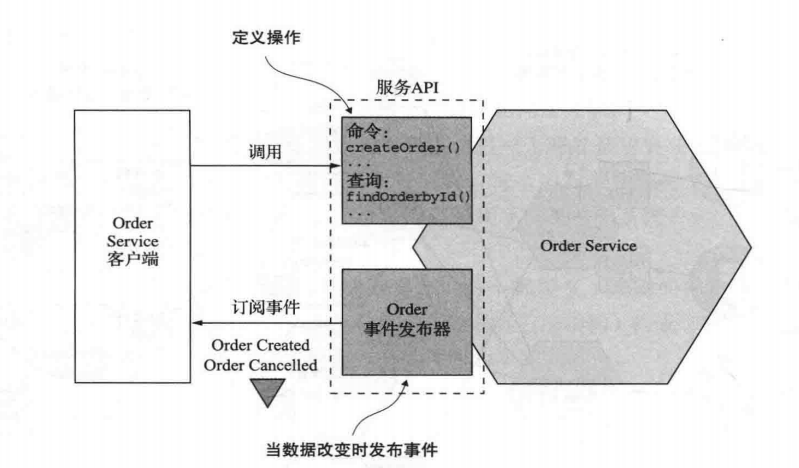 定义操作
服务API
命令：
createOrder()
...
查询：
findOrderbyId()
...
调用
Order
Service
客户端
Order Service
订阅事件
Order
事件发布器
Order Created
Order Cancelled
当数据改变时发布事件